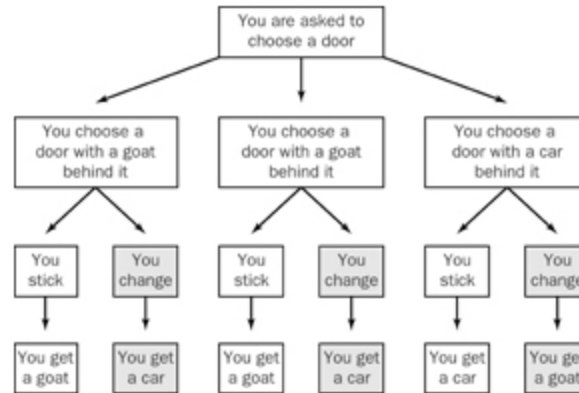 You are asked to
choose a door
You choose a
door with a goat
behind it
You choose a
door with a goat
behind it
You choose a
door with a car
behind it
You
stick
You
change
You
stick
You
change
You
stick
You
change
You get
a goat
You get
a car
You get
a goat
You get
a car
You get
a car
You get
a goat